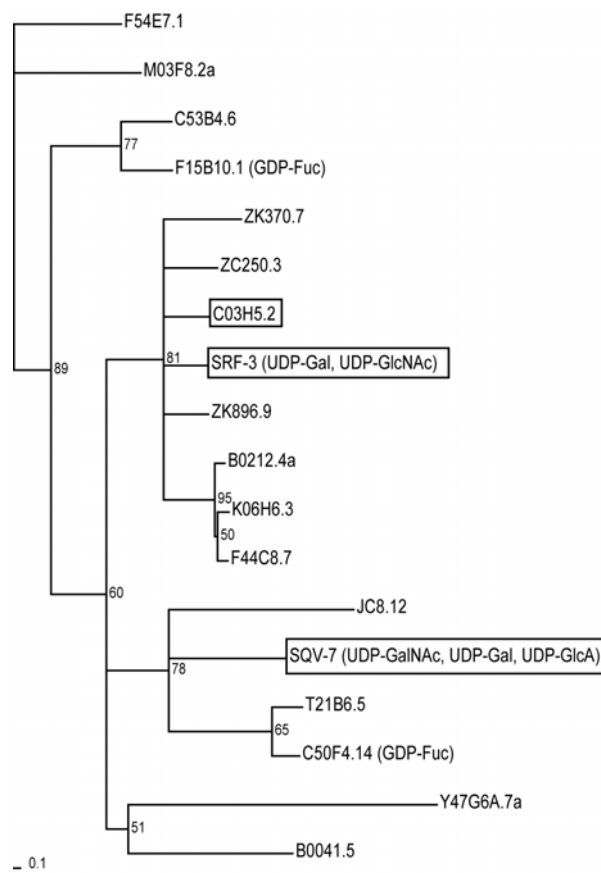 F54E7.1
M03F8.2a
C53B4.6
77
F15B10.1 (GDP-Fuc)
ZK370.7
ZC250.3
C03H5.2
81
SRF-3 (UDP-Gal, UDP-GlcNAc)
89
ZK896.9
B0212.4a
95
K06H6.3
50
F44C8.7
60
JC8.12
SQV-7 (UDP-GalNAc, UDP-Gal, UDP-GlcA)
78
T21B6.5
65
C50F4.14 (GDP-Fuc)
Y47G6A.7a
51
B0041.5
0.1